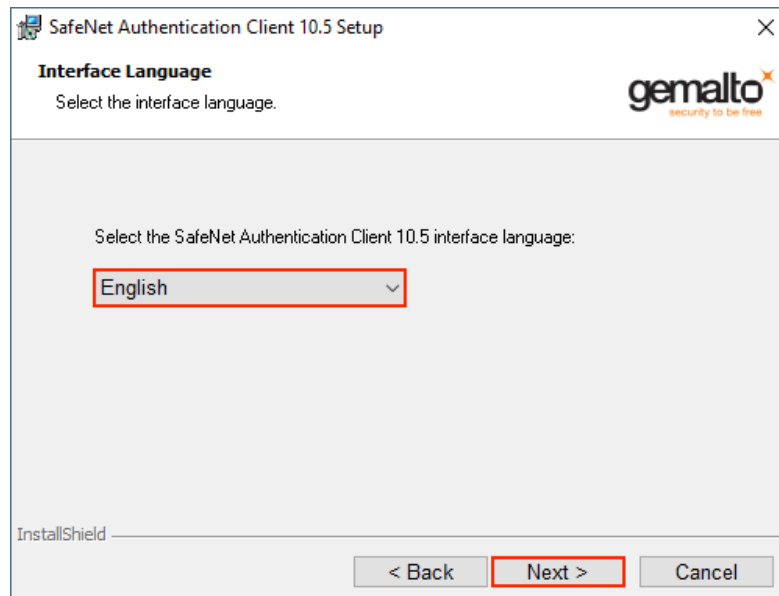 SafeNet Authentication Client 10.5 Setup
Interface Language
Select the interface language.
gemalto
security to be free
Select the SafeNet Authentication Client 10.5 interface language:
English
InstallShield
< Back
Next >
Cancel